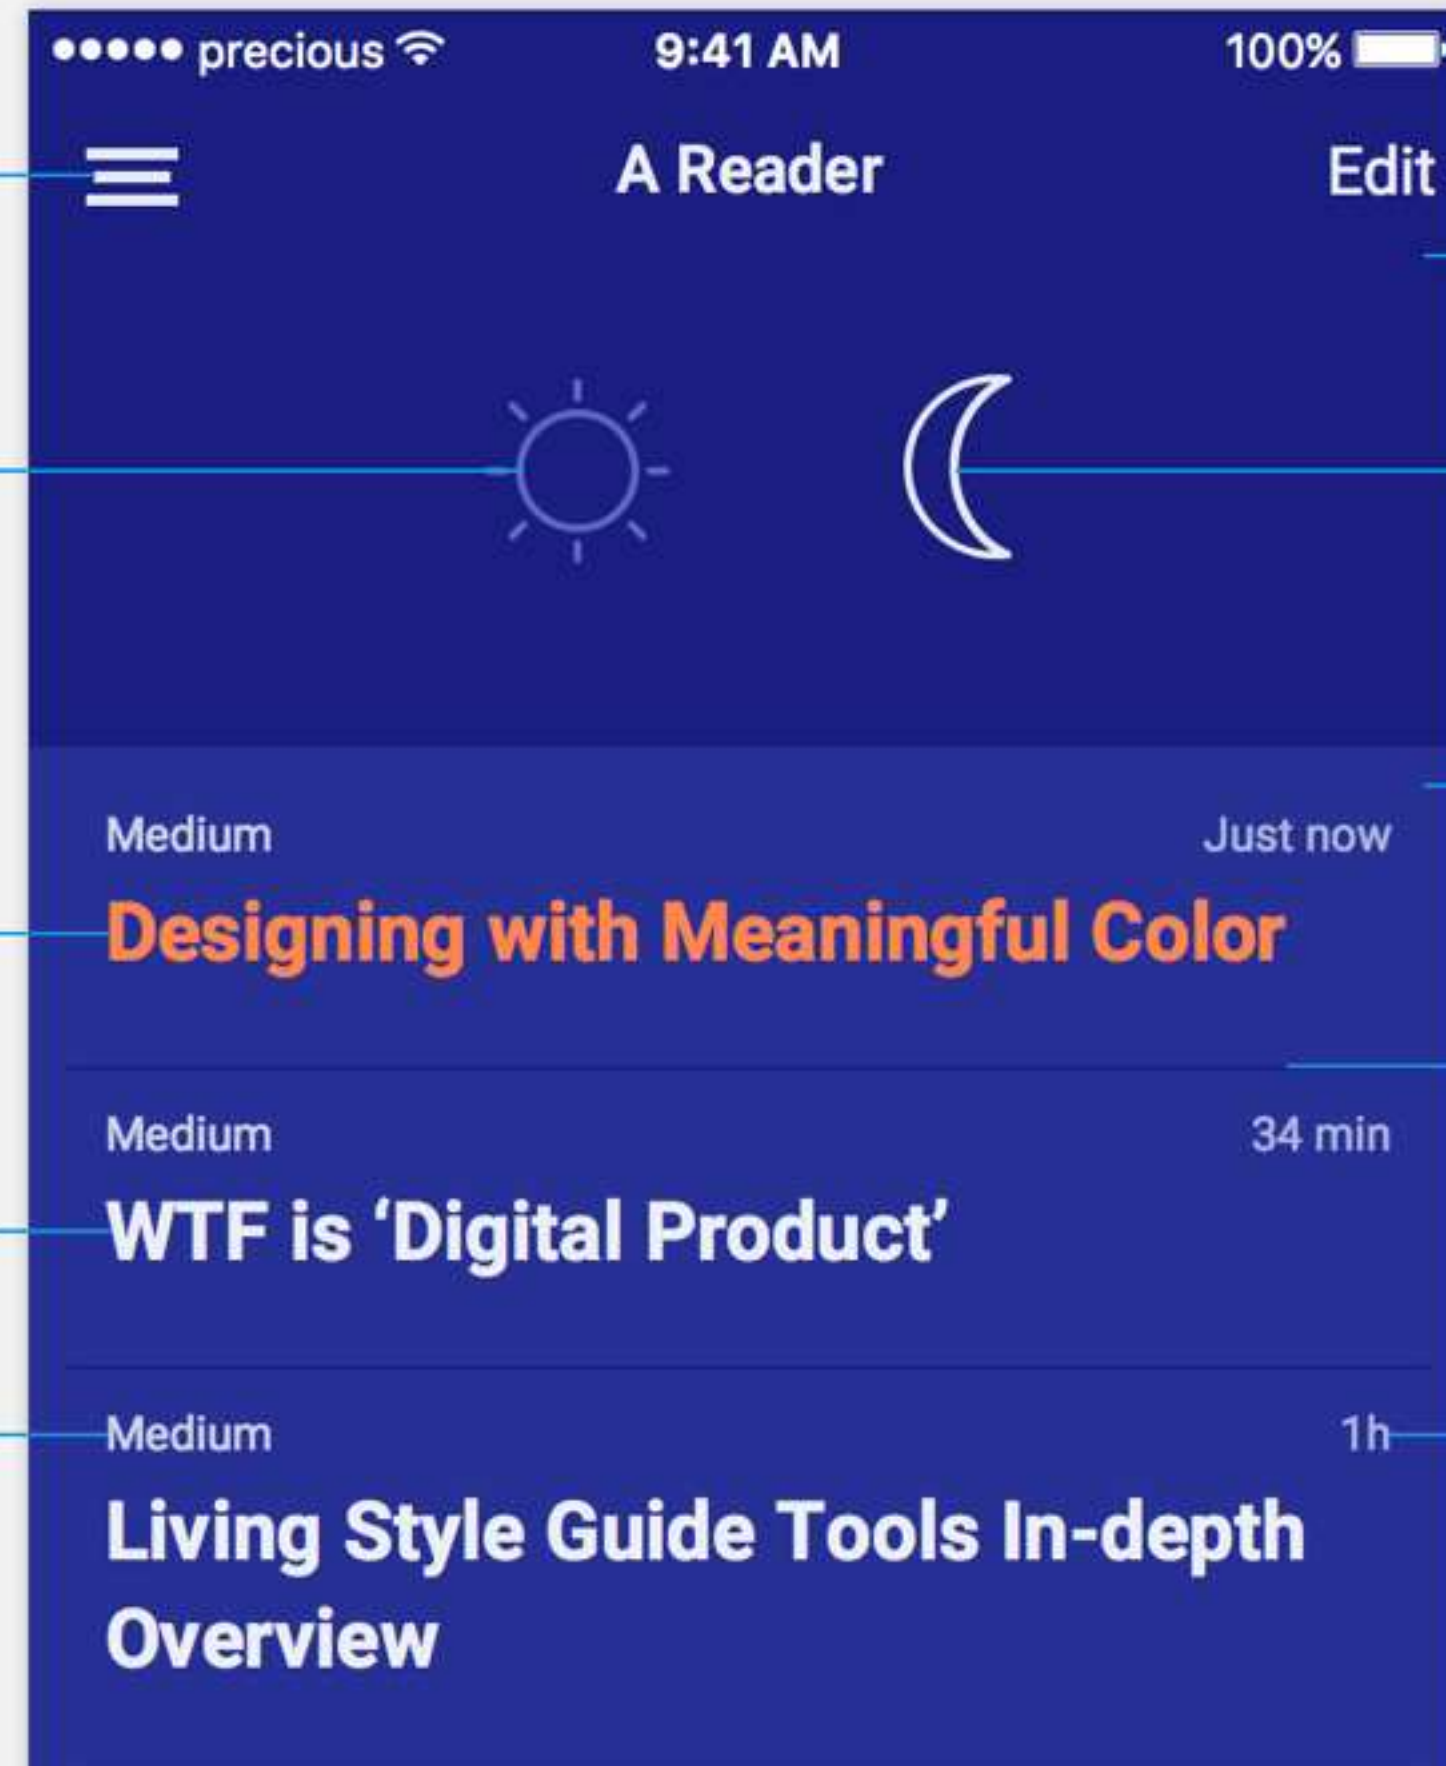 precious 9:41 AM 100%
A Reader Edit
Medium Just now
Designing with Meaningful Color
Medium 34 min
WTF is ‘Digital Product’
Medium 1h
Living Style Guide Tools In-depth
Overview